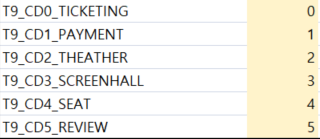 T9_CD0_TICKETING 0
T9_CD1_PAYMENT 1
T9_CD2_THEATHER 2
T9_CD3_SCREENHALL 3
T9_CD4_SEAT 4
T9_CD5_REVIEW 5